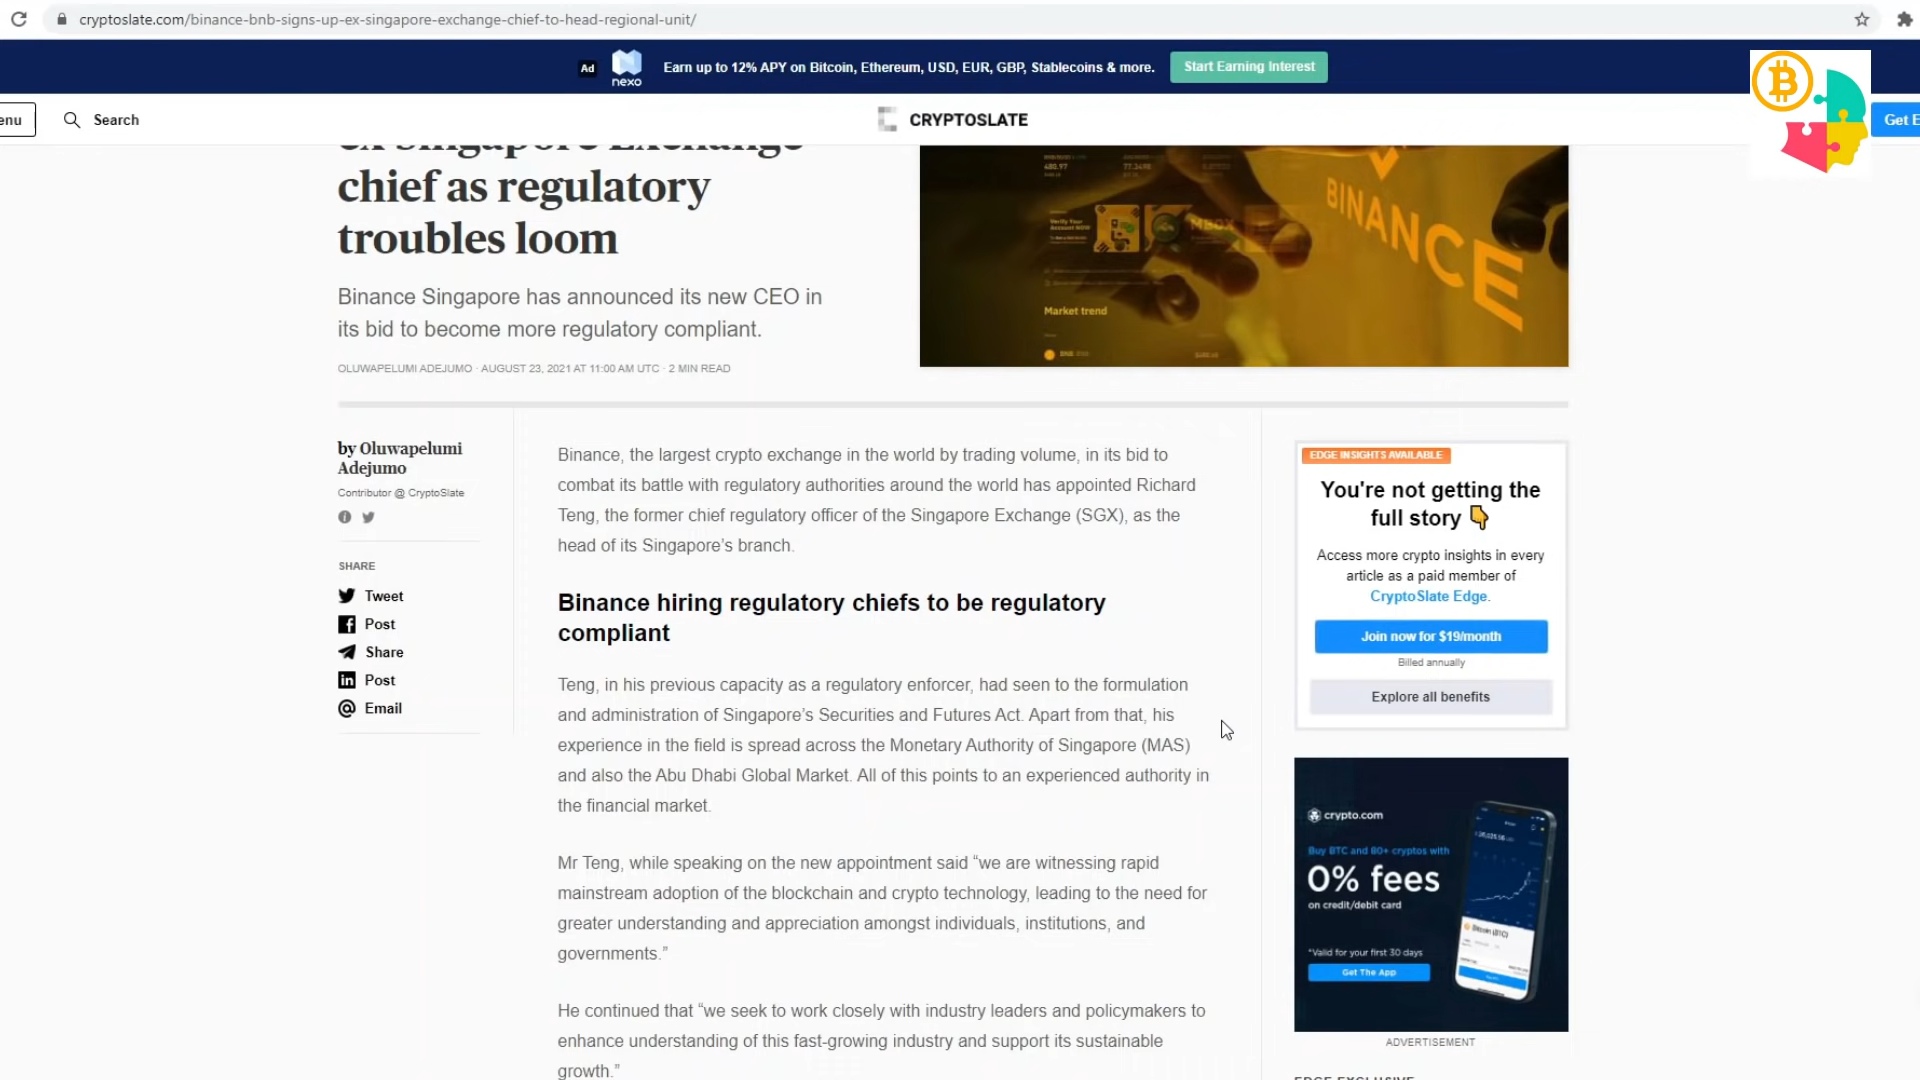 cryptoslate.com/binance-bnb-signs-up-ex-singapore-exchange-chief-to-head-regional-unit/
Ad
nexo
Earn up to 12% APY on Bitcoin, Ethereum, USD, EUR, GBP, Stablecoins & more.
Start Earning Interest
enu
Search
CRYPTOSLATE
Get E
ex Singapore Exchange
chief as regulatory
troubles loom
Binance Singapore has announced its new CEO in
its bid to become more regulatory compliant.
OLUWAPELUMI ADEJUMO · AUGUST 23, 2021 AT 11:00 AM UTC · 2 MIN READ
480.97
Verify Your
Account NOW
MBOX
BINANCE
Market trend
BNB
by Oluwapelumi
Adejumo
Contributor @ CryptoSlate
SHARE
Tweet
Post
Share
Post
Email
Binance, the largest crypto exchange in the world by trading volume, in its bid to
combat its battle with regulatory authorities around the world has appointed Richard
Teng, the former chief regulatory officer of the Singapore Exchange (SGX), as the
head of its Singapore’s branch.
Binance hiring regulatory chiefs to be regulatory
compliant
Teng, in his previous capacity as a regulatory enforcer, had seen to the formulation
and administration of Singapore’s Securities and Futures Act. Apart from that, his
experience in the field is spread across the Monetary Authority of Singapore (MAS)
and also the Abu Dhabi Global Market. All of this points to an experienced authority in
the financial market.
Mr Teng, while speaking on the new appointment said “we are witnessing rapid
mainstream adoption of the blockchain and crypto technology, leading to the need for
greater understanding and appreciation amongst individuals, institutions, and
governments.”
He continued that “we seek to work closely with industry leaders and policymakers to
enhance understanding of this fast-growing industry and support its sustainable
growth.”
EDGE INSIGHTS AVAILABLE
You're not getting the
full story
Access more crypto insights in every
article as a paid member of
CryptoSlate Edge.
Join now for $19/month
Billed annually
Explore all benefits
crypto.com
Buy BTC and 80+ cryptos with
0% fees
on credit/debit card
*Valid for your first 30 days
Get The App
Bitcoin (BTC)
ADVERTISEMENT
EDGE EXCLUSIVE